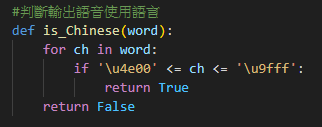 #判斷輸出語音使用語言
def is_Chinese(word):
    for ch in word:
        if '\u4e00' <= ch <= '\u9fff':
            return True
    return False